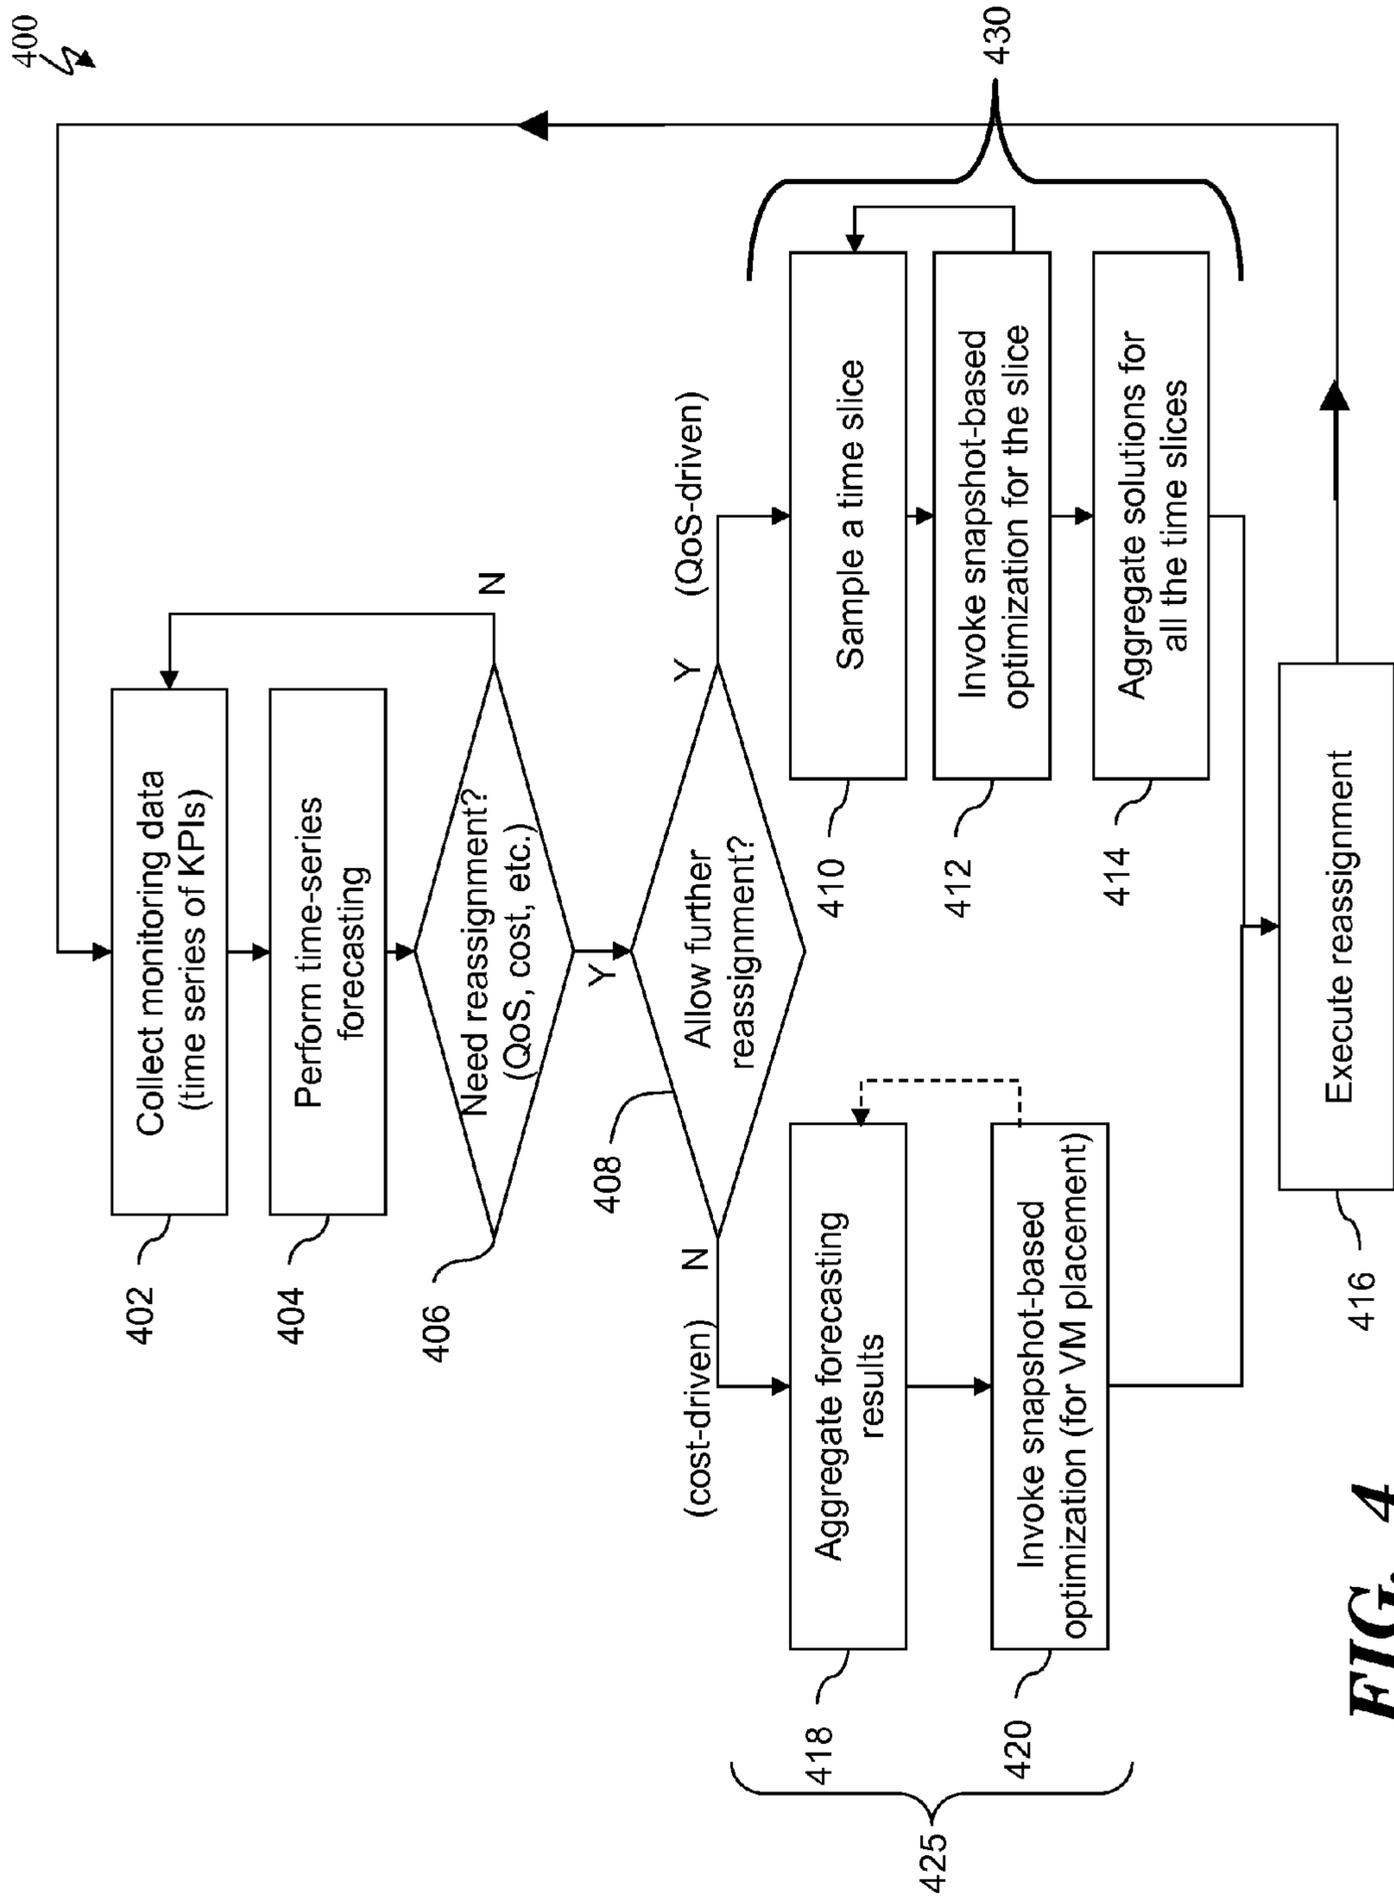 400
Collect monitoring data
(time series of KPIs)
402
Perform time-series
forecasting
404
Need reassignment?
(QoS, cost, etc.)
406
N
Y
Allow further
reassignment?
408
N
(cost-driven)
Y
(QoS-driven)
Aggregate forecasting
results
418
Invoke snapshot-based
optimization (for VM placement)
420
425
Sample a time slice
410
Invoke snapshot-based
optimization for the slice
412
Aggregate solutions for
all the time slices
414
430
Execute reassignment
416
FIG. 4